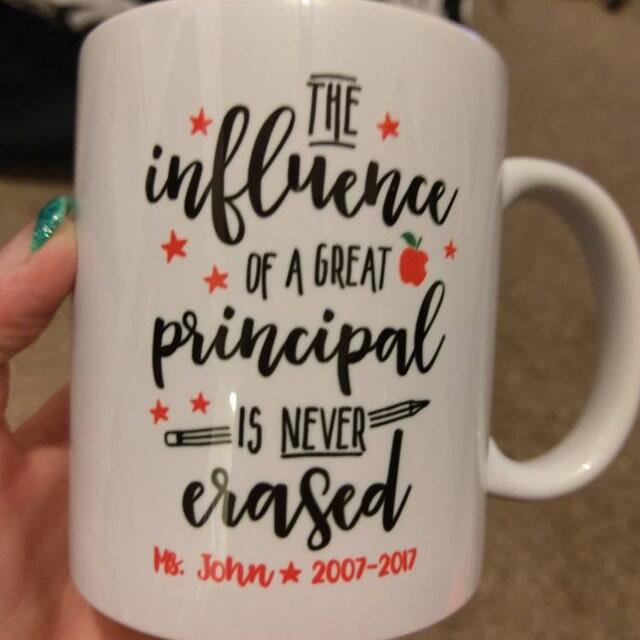 THE
influence
OF A GREAT
principal
IS NEVER
erased
Mr. John ★ 2007-2017